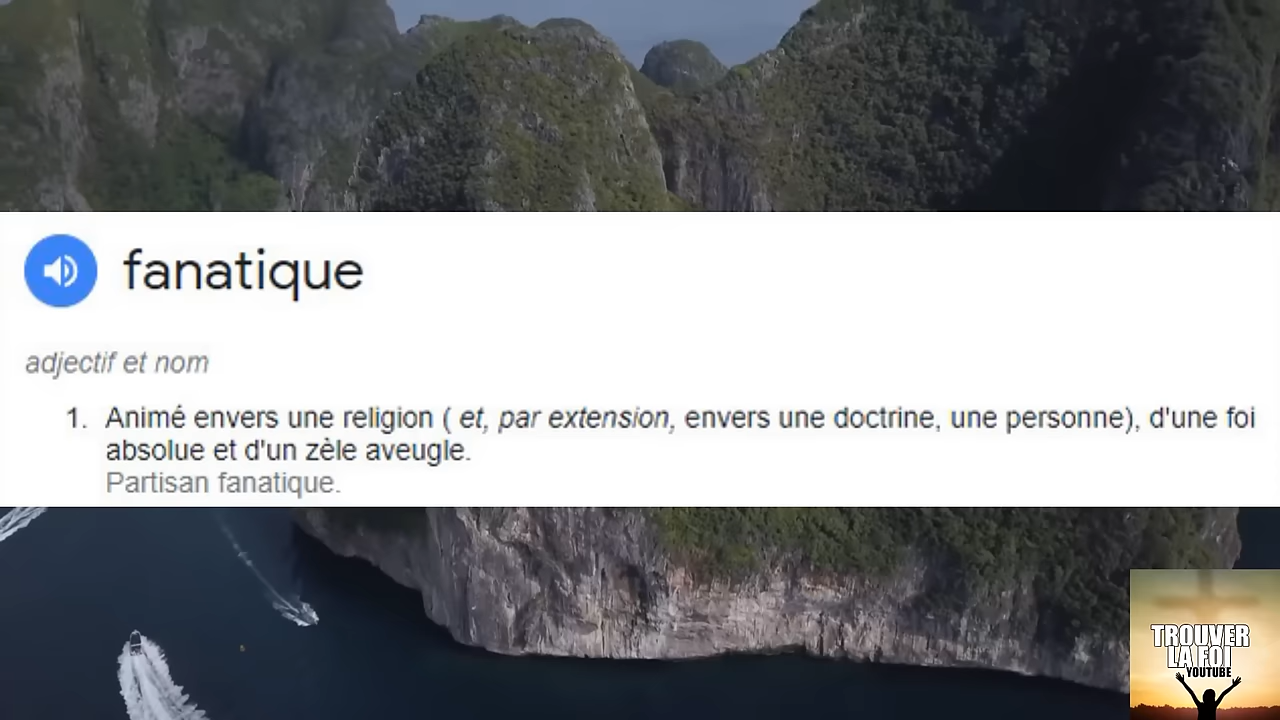 fanatique
adjectif et nom
1. Animé envers une religion ( et, par extension, envers une doctrine, une personne), d'une foi
absolue et d'un zèle aveugle.
Partisan fanatique.
TROUVER
LA FOI
YOUTUBE